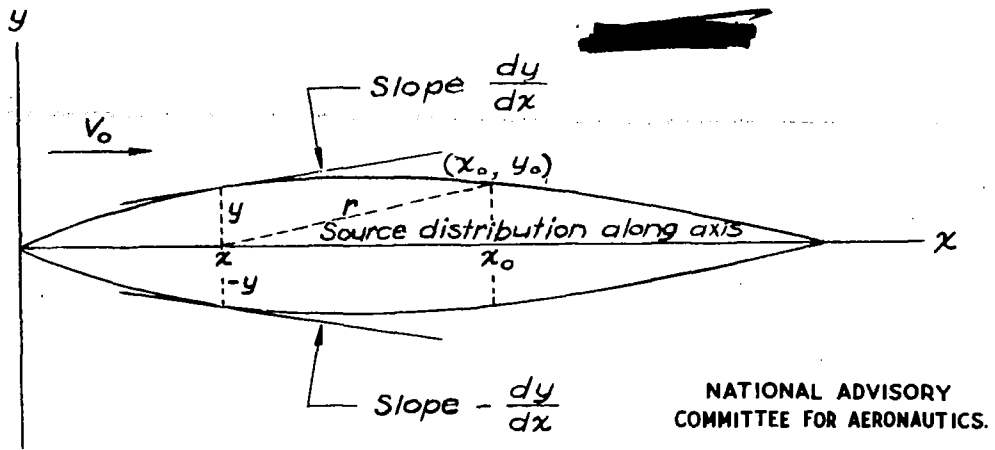 y
Slope dy/dx
V₀
(x₀, y₀)
y
r
Source distribution along axis
x
x
x₀
-y
Slope - dy/dx
NATIONAL ADVISORY
COMMITTEE FOR AERONAUTICS.